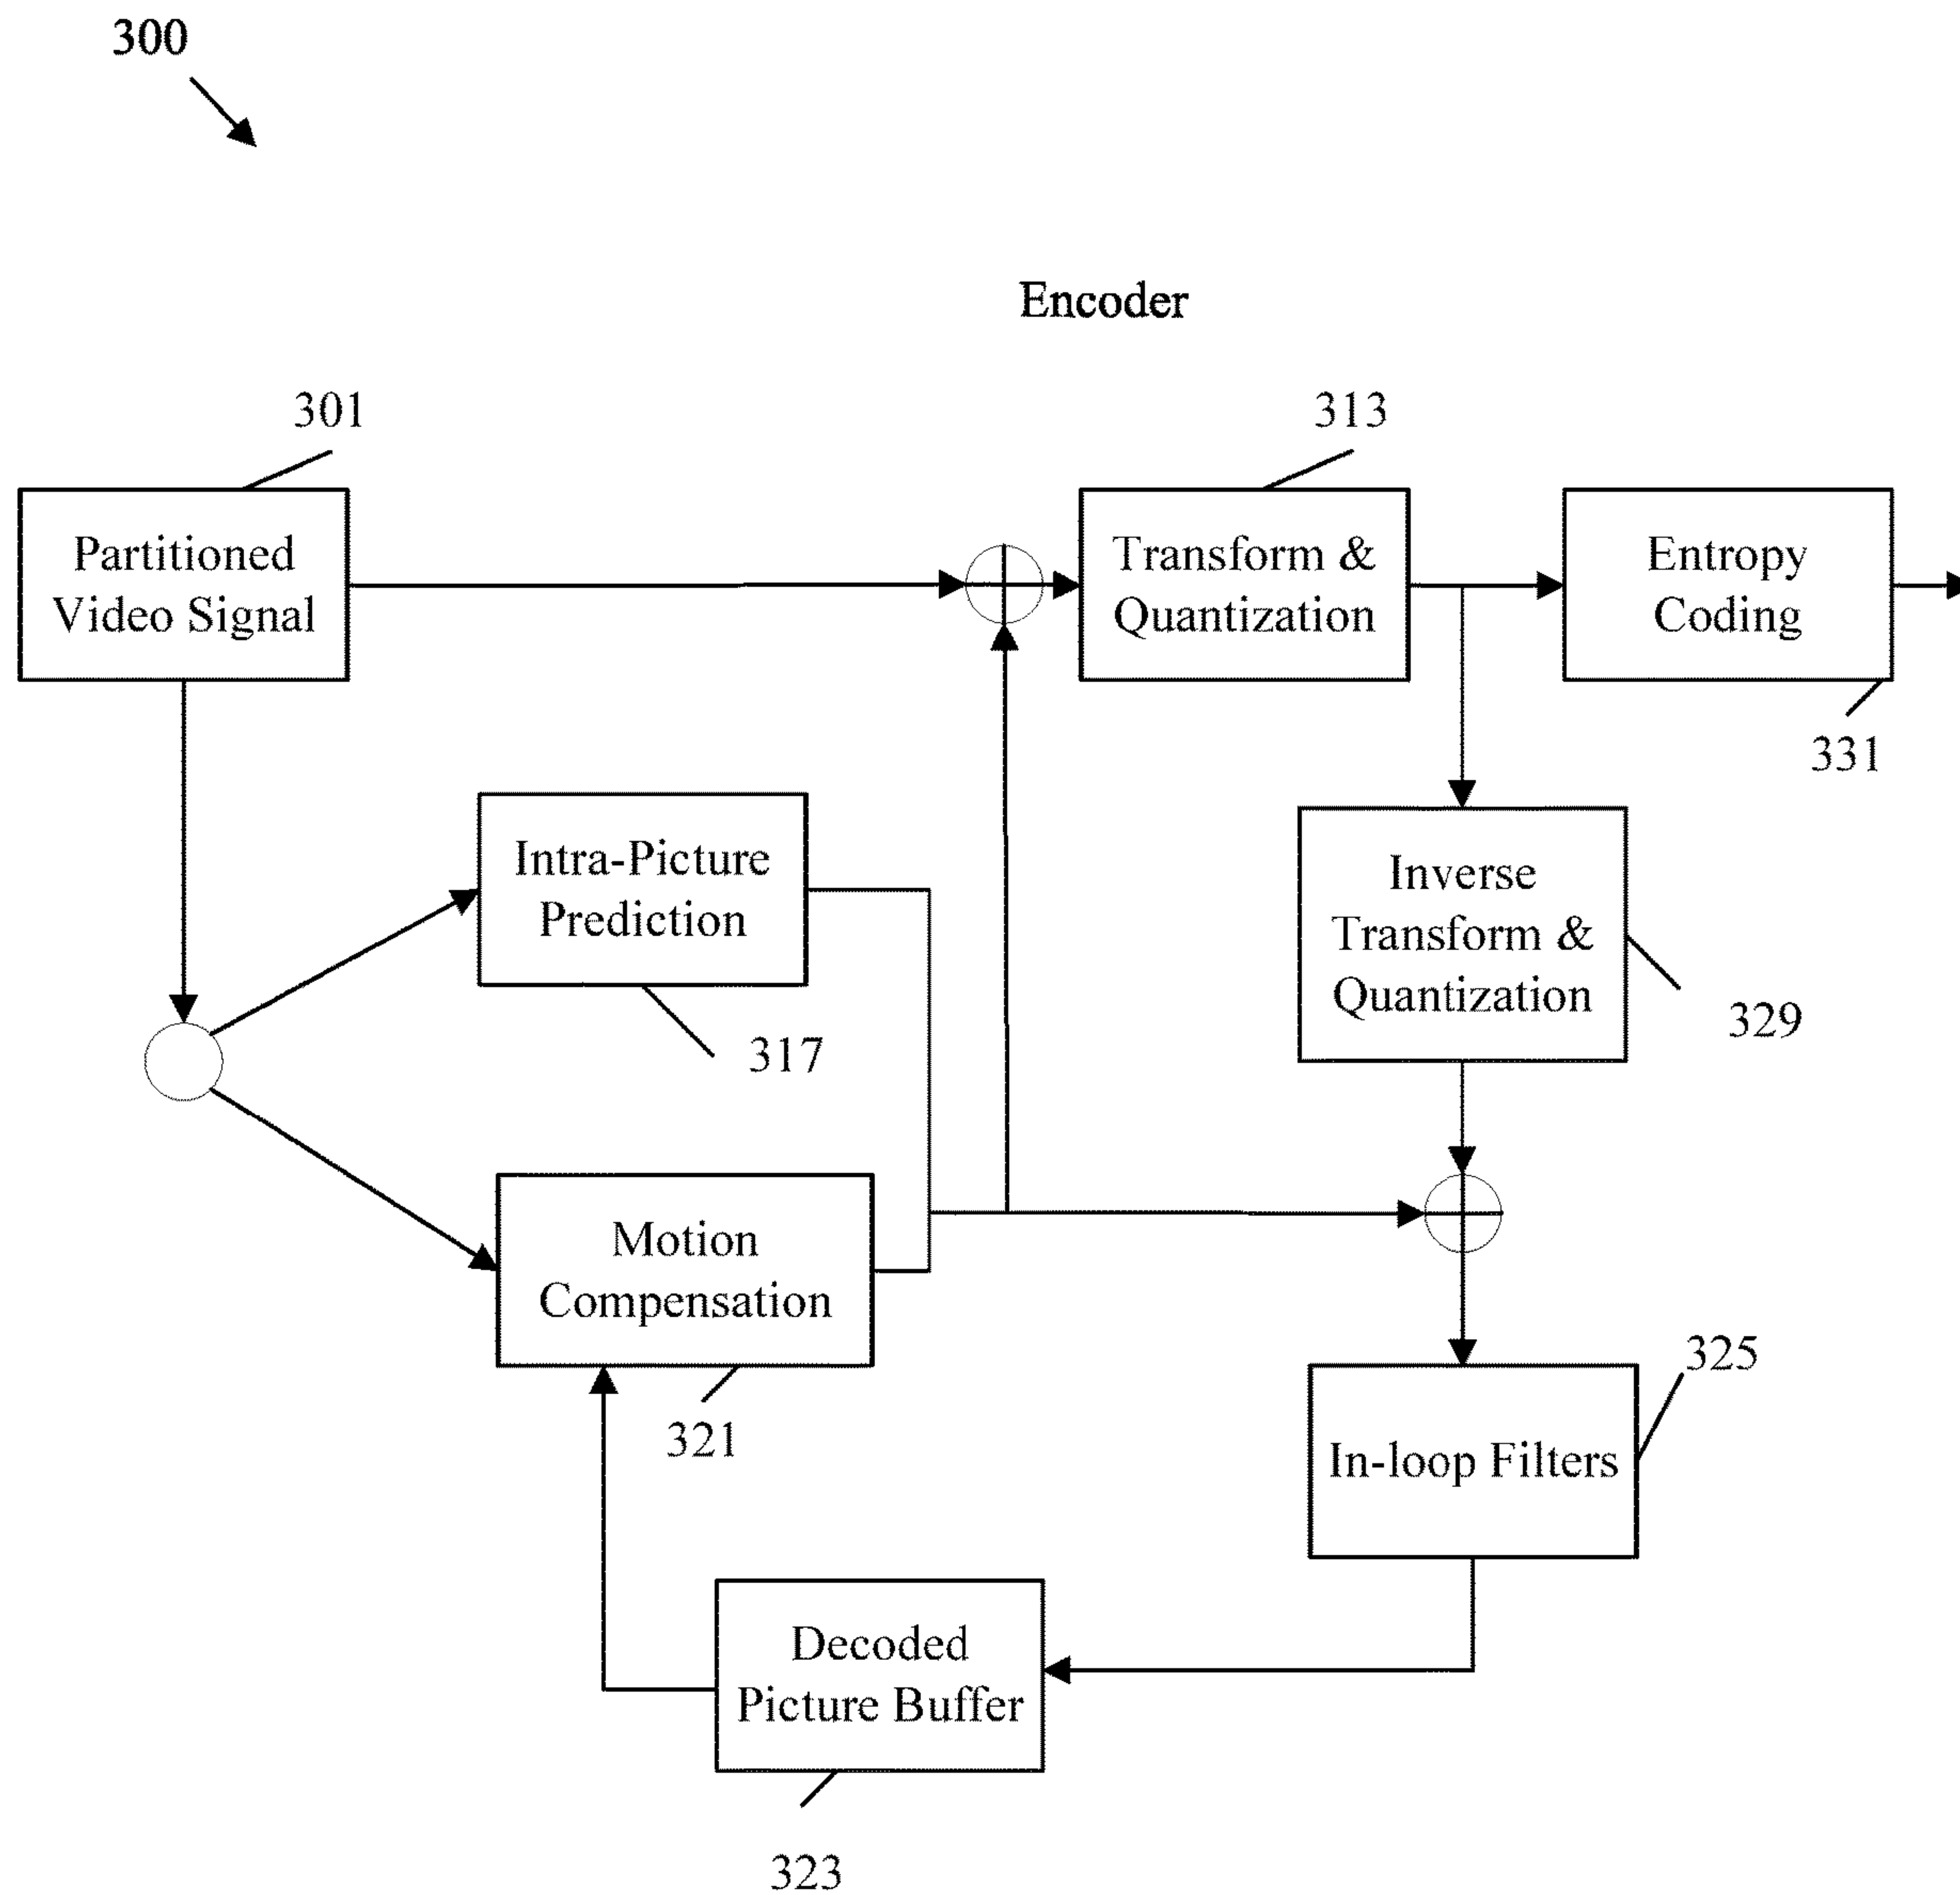 300
Encoder
301
313
Partitioned
Video Signal
Transform &
Quantization
Entropy
Coding
331
Intra-Picture
Prediction
317
Inverse
Transform &
Quantization
329
Motion
Compensation
321
325
In-loop Filters
Decoded
Picture Buffer
323